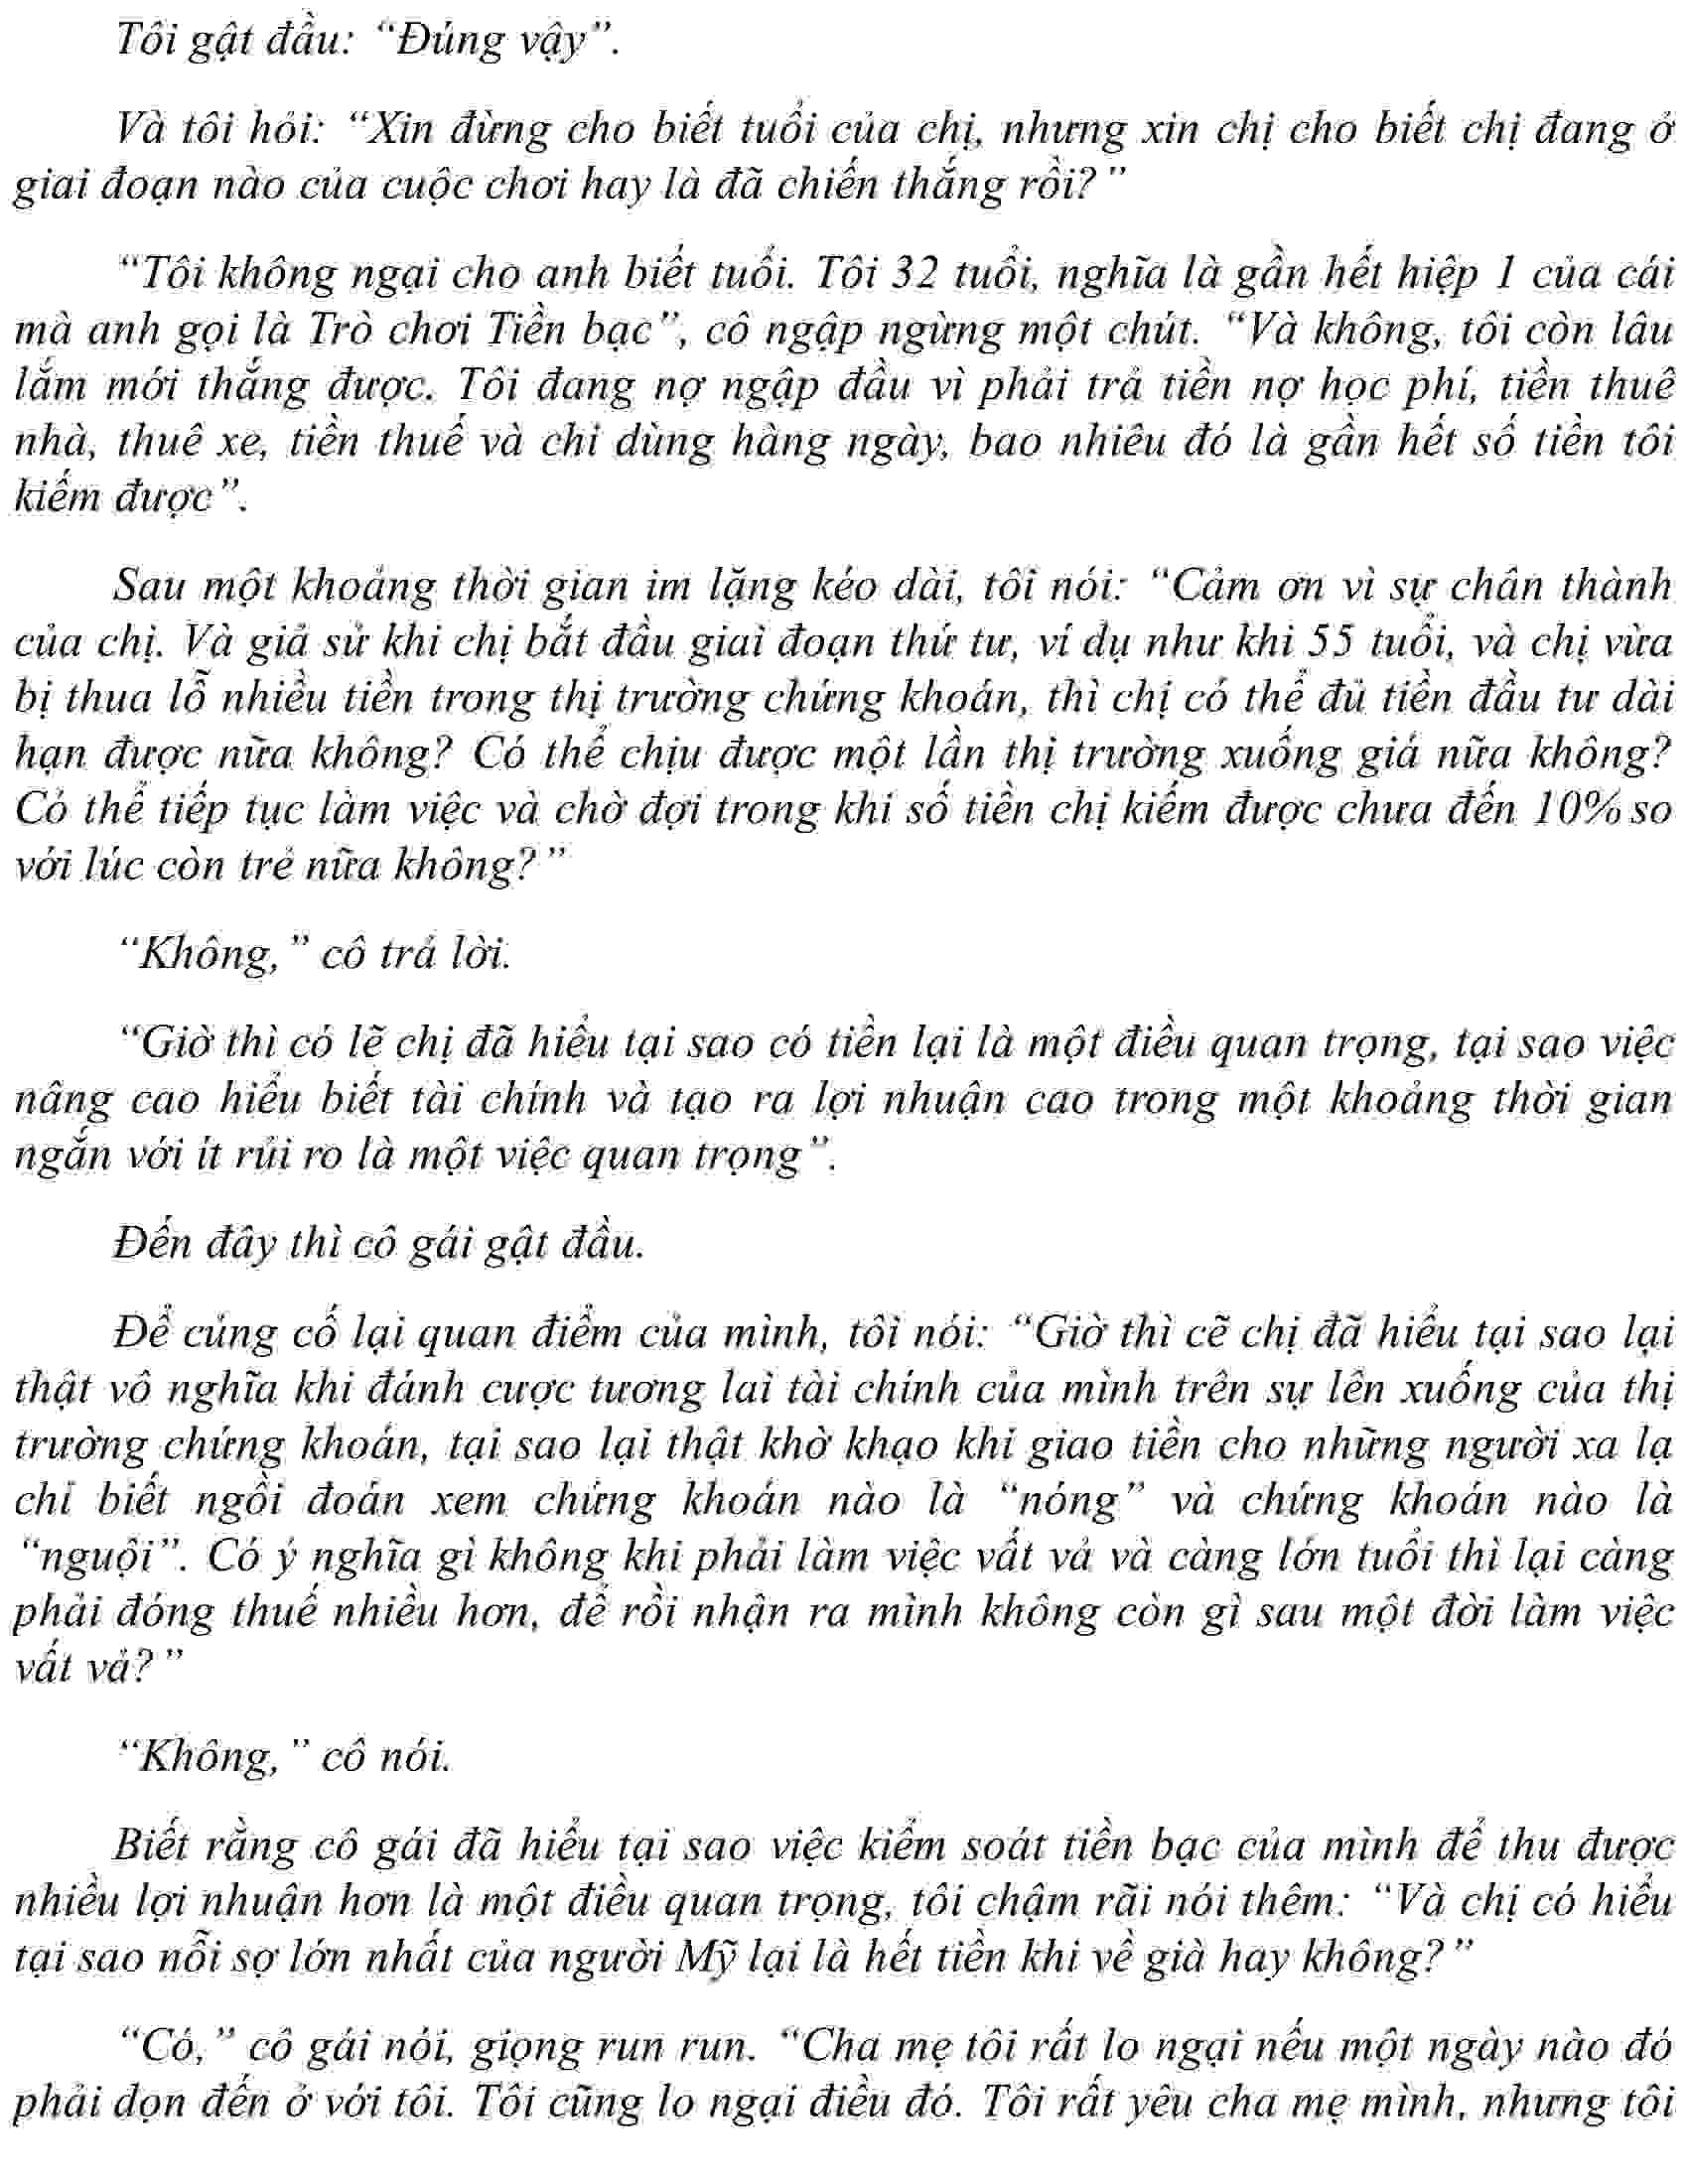 Tôi gật đầu: “Đúng vậy”.
Và tôi hỏi: “Xin đừng cho biết tuổi của chị, nhưng xin chị cho biết chị đang ở
giai đoạn nào của cuộc chơi hay là đã chiến thắng rồi?”
“Tôi không ngại cho anh biết tuổi. Tôi 32 tuổi, nghĩa là gần hết hiệp 1 của cái
mà anh gọi là Trò chơi Tiền bạc”, cô ngập ngừng một chút. “Và không, tôi còn lâu
lắm mới thắng được. Tôi đang nợ ngập đầu vì phải trả tiền nợ học phí, tiền thuê
nhà, thuê xe, tiền thuế và chi dùng hàng ngày, bao nhiêu đó là gần hết số tiền tôi
kiếm được”.
Sau một khoảng thời gian im lặng kéo dài, tôi nói: “Cảm ơn vì sự chân thành
của chị. Và giả sử khi chị bắt đầu giai đoạn thứ tư, ví dụ như khi 55 tuổi, và chị vừa
bị thua lỗ nhiều tiền trong thị trường chứng khoán, thì chị có thể đủ tiền đầu tư dài
hạn được nữa không? Có thể chịu được một lần thị trường xuống giá nữa không?
Có thể tiếp tục làm việc và chờ đợi trong khi số tiền chị kiếm được chưa đến 10% so
với lúc còn trẻ nữa không?”
“Không,” cô trả lời.
“Giờ thì có lẽ chị đã hiểu tại sao có tiền lại là một điều quan trọng, tại sao việc
nâng cao hiểu biết tài chính và tạo ra lợi nhuận cao trong một khoảng thời gian
ngắn với ít rủi ro là một việc quan trọng”.
Đến đây thì cô gái gật đầu.
Để củng cố lại quan điểm của mình, tôi nói: “Giờ thì cẽ chị đã hiểu tại sao lại
thật vô nghĩa khi đánh cược tương lai tài chính của mình trên sự lên xuống của thị
trường chứng khoán, tại sao lại thật khờ khạo khi giao tiền cho những người xa lạ
chỉ biết ngồi đoán xem chứng khoán nào là “nóng” và chứng khoán nào là
“nguội”. Có ý nghĩa gì không khi phải làm việc vất vả và càng lớn tuổi thì lại càng
phải đóng thuế nhiều hơn, để rồi nhận ra mình không còn gì sau một đời làm việc
vất vả?”
“Không,” cô nói.
Biết rằng cô gái đã hiểu tại sao việc kiểm soát tiền bạc của mình để thu được
nhiều lợi nhuận hơn là một điều quan trọng, tôi chậm rãi nói thêm: “Và chị có hiểu
tại sao nỗi sợ lớn nhất của người Mỹ lại là hết tiền khi về già hay không?”
“Có,” cô gái nói, giọng run run. “Cha mẹ tôi rất lo ngại nếu một ngày nào đó
phải dọn đến ở với tôi. Tôi cũng lo ngại điều đó. Tôi rất yêu cha mẹ mình, nhưng tôi